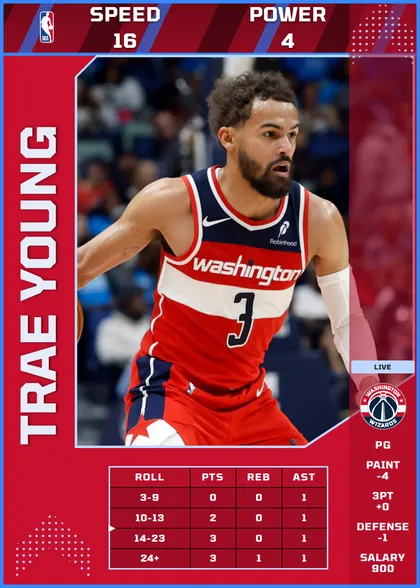 SPEED
16
POWER
4
TRAE YOUNG
Robinhood
washington
3
LIVE
WASHINGTON
WIZARDS
PG
PAINT
-4
3PT
+0
DEFENSE
-1
SALARY
900
ROLL PTS REB AST
3-9 0 0 1
10-13 2 0 1
14-23 3 0 1
24+ 3 1 1